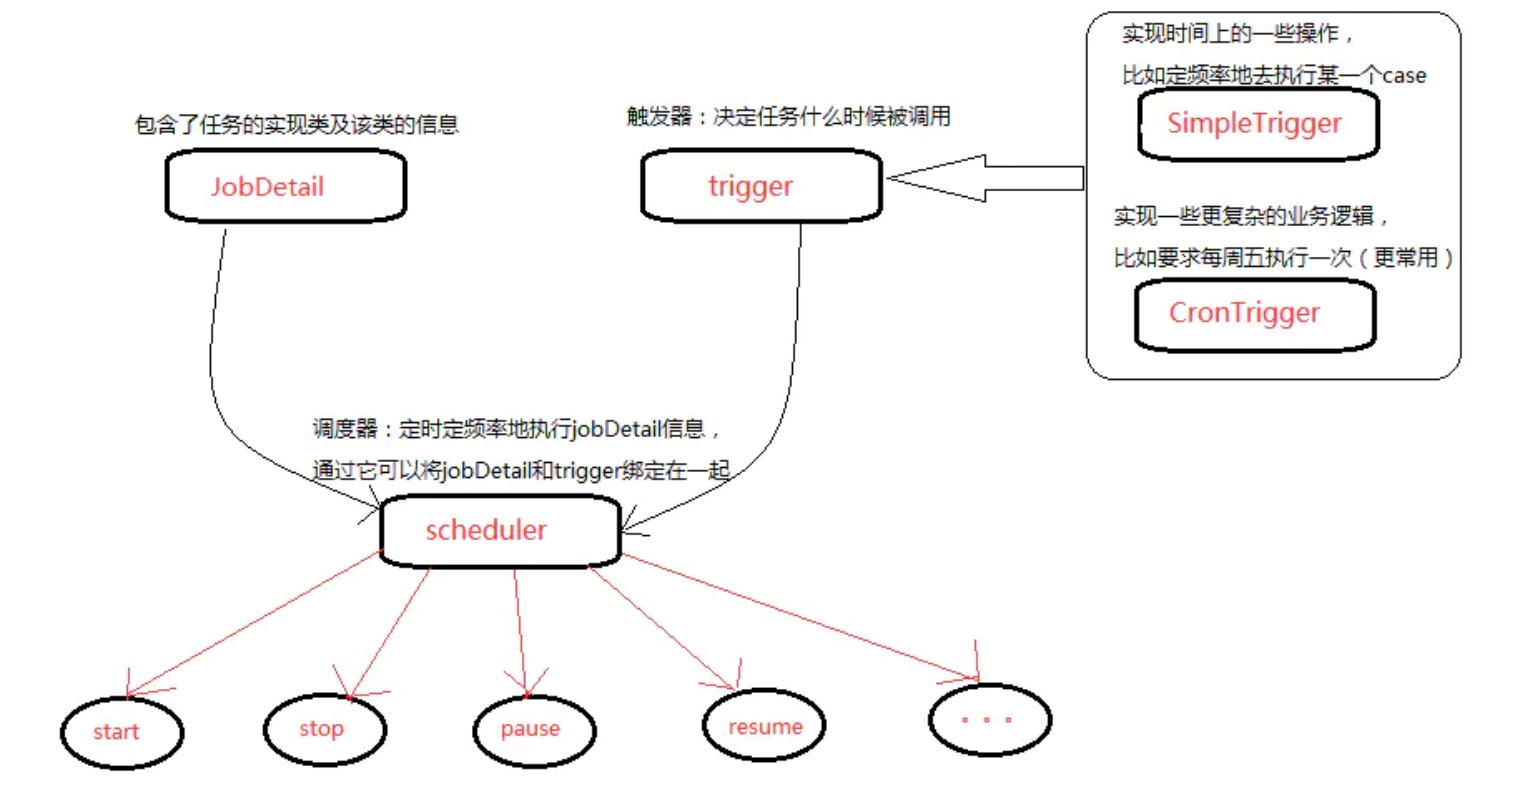 实现时间上的一些操作，
比如定频率地去执行某一个case
SimpleTrigger
包含了任务的实现类及该类的信息
JobDetail
触发器：决定任务什么时候被调用
trigger
实现一些更复杂的业务逻辑，
比如要求每周五执行一次（更常用）
CronTrigger
调度器：定时定频率地执行jobDetail信息，
通过它可以将jobDetail和trigger绑定在一起
scheduler
start
stop
pause
resume
。。。